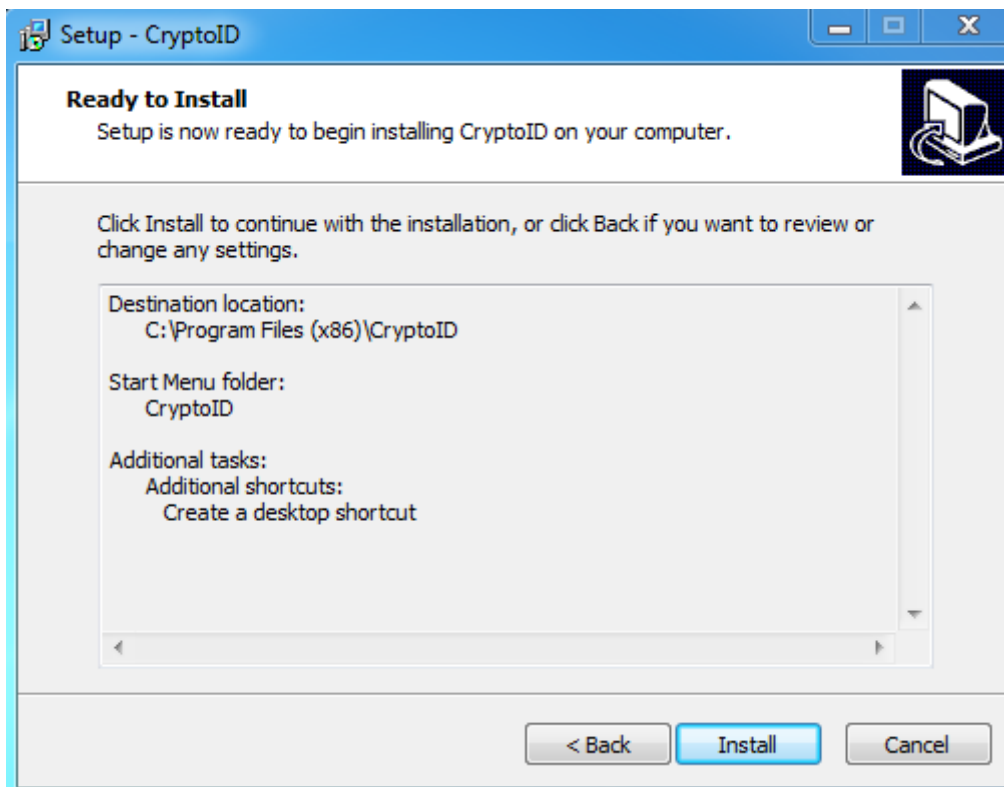 Setup - CryptoID
Ready to Install
Setup is now ready to begin installing CryptoID on your computer.
Click Install to continue with the installation, or click Back if you want to review or
change any settings.
Destination location:
C:\Program Files (x86)\CryptoID
Start Menu folder:
CryptoID
Additional tasks:
Additional shortcuts:
Create a desktop shortcut
< Back
Install
Cancel